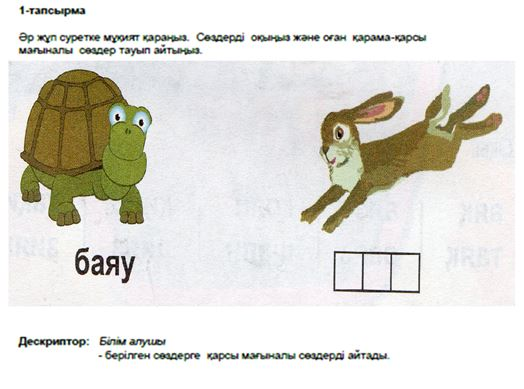 1-тапсырма
Әр жұп суретке мұқият қараңыз. Сөздерді оқыңыз және оған қарама-қарсы
мағыналы сөздер тауып айтыңыз.
баяу
Дескриптор: Білім алушы
- берілген сөздерге қарсы мағыналы сөздерді айтады.